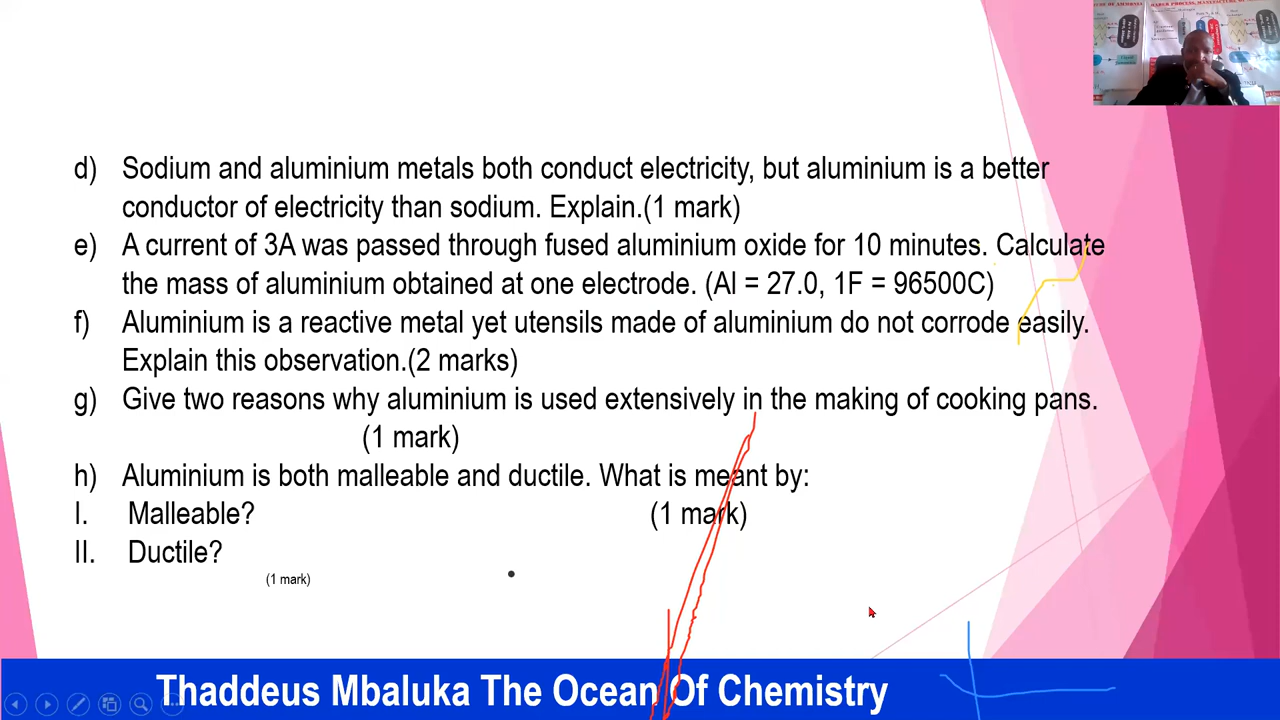 d) Sodium and aluminium metals both conduct electricity, but aluminium is a better
conductor of electricity than sodium. Explain.(1 mark)
e) A current of 3A was passed through fused aluminium oxide for 10 minutes. Calculate
the mass of aluminium obtained at one electrode. (Al = 27.0, 1F = 96500C)
f) Aluminium is a reactive metal yet utensils made of aluminium do not corrode easily.
Explain this observation.(2 marks)
g) Give two reasons why aluminium is used extensively in the making of cooking pans.
(1 mark)
h) Aluminium is both malleable and ductile. What is meant by:
I. Malleable? (1 mark)
II. Ductile?
(1 mark)
Thaddeus Mbaluka The Ocean Of Chemistry